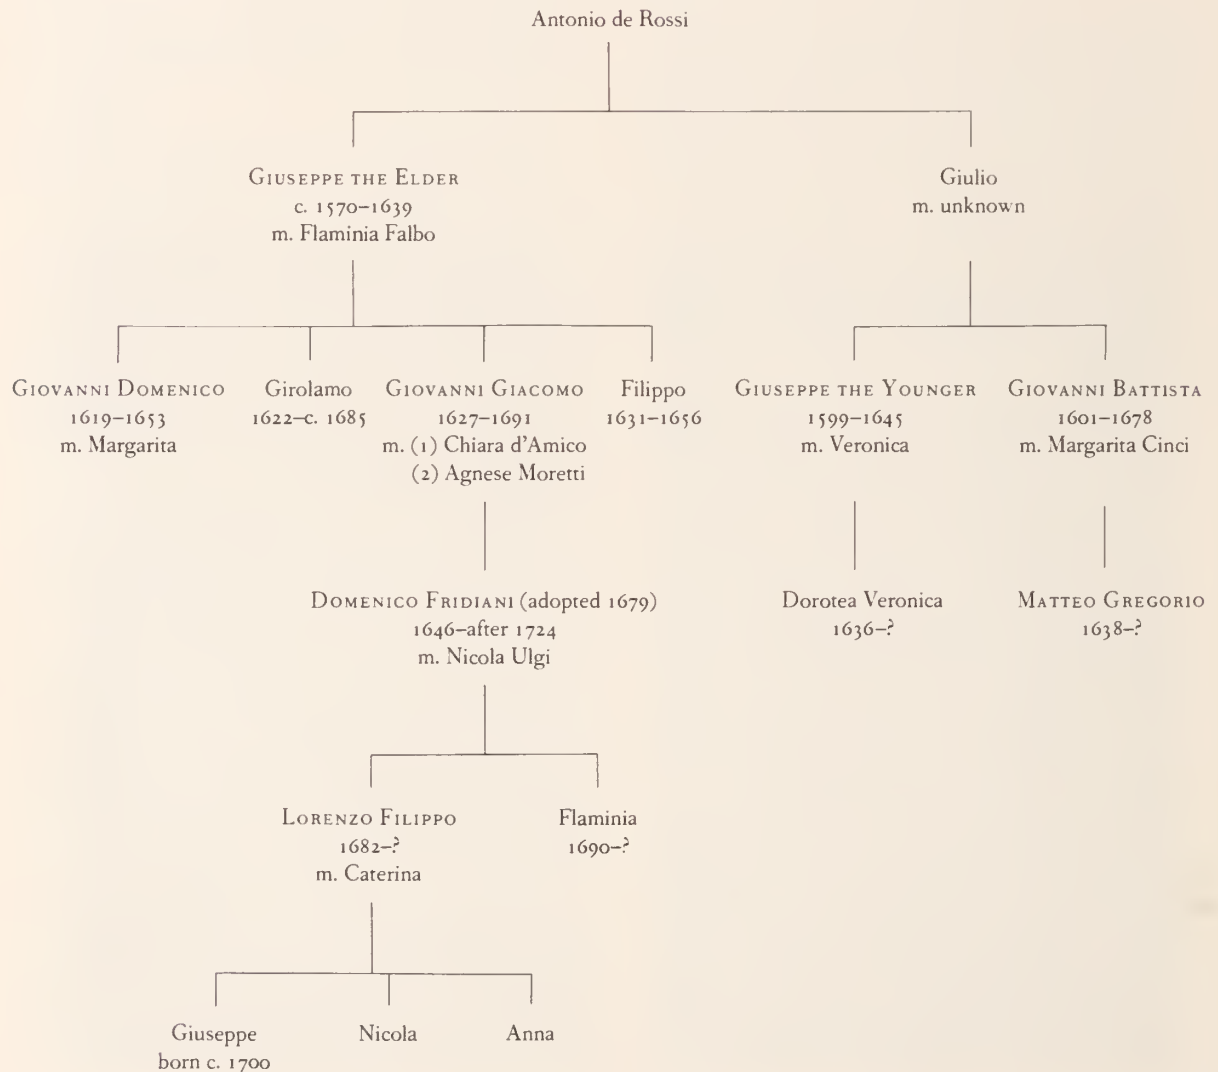 Antonio de Rossi
GIUSEPPE THE ELDER
c. 1570–1639
m. Flaminia Falbo
Giulio
m. unknown
GIOVANNI DOMENICO
1619–1653
m. Margarita
Girolamo
1622–c. 1685
GIOVANNI GIACOMO
1627–1691
m. (1) Chiara d'Amico
(2) Agnese Moretti
Filippo
1631–1656
GIUSEPPE THE YOUNGER
1599–1645
m. Veronica
GIOVANNI BATTISTA
1601–1678
m. Margarita Cinci
DOMENICO FRIDIANI (adopted 1679)
1646–after 1724
m. Nicola Ulgi
Dorotea Veronica
1636–?
MATTEO GREGORIO
1638–?
LORENZO FILIPPO
1682–?
m. Caterina
Flaminia
1690–?
Giuseppe
born c. 1700
Nicola
Anna